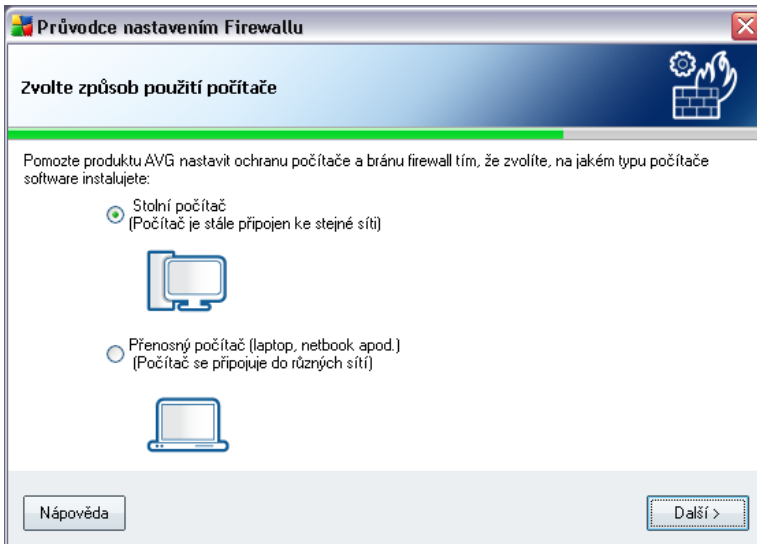 Průvodce nastavením Firewallu
Zvolte způsob použití počítače
Pomozte produktu AVG nastavit ochranu počítače a bránu firewall tím, že zvolíte, na jakém typu počítače
software instalujete:
Stolní počítač
(Počítač je stále připojen ke stejné síti)
Přenosný počítač (laptop, netbook apod.)
(Počítač se připojuje do různých sítí)
Nápověda
Další >